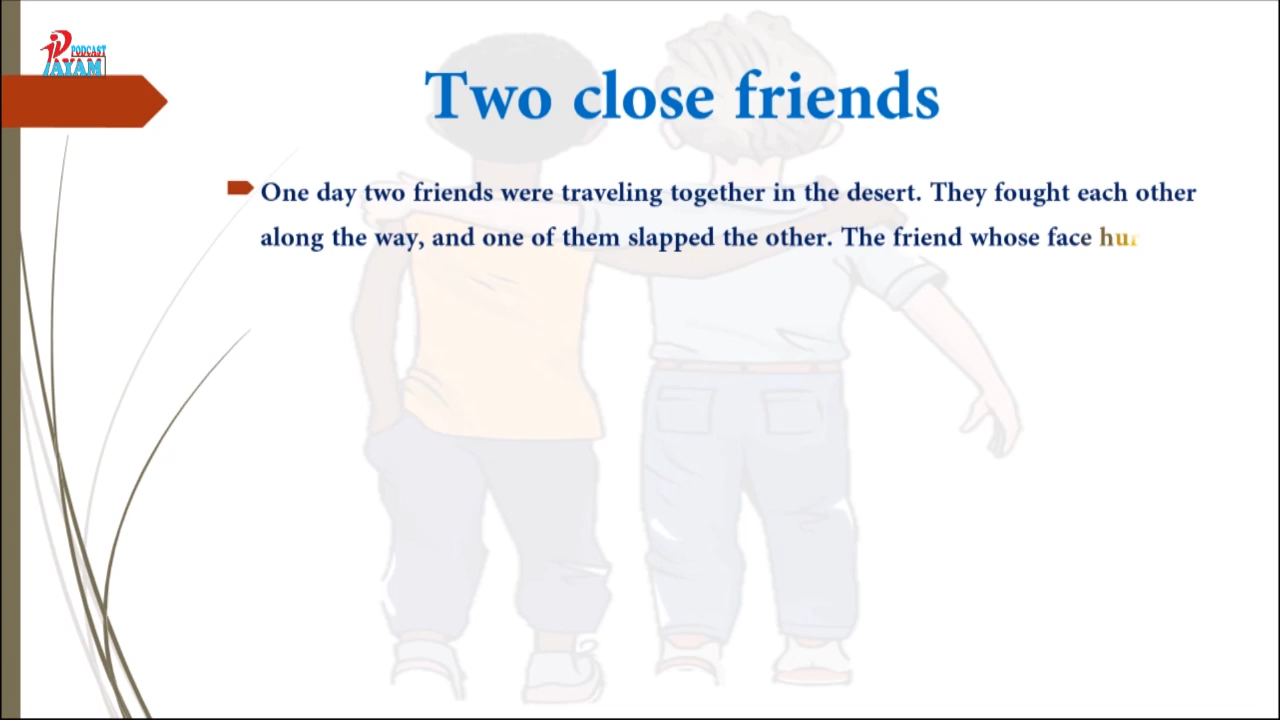 PODCAST
PAYAM
Two close friends
One day two friends were traveling together in the desert. They fought each other
along the way, and one of them slapped the other. The friend whose face hur